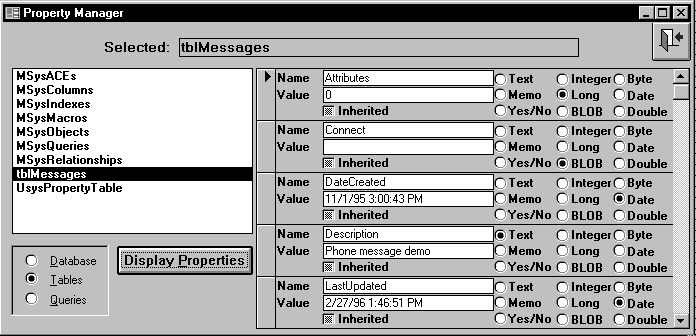 Property Manager
Selected: tblMessages
MSysACEs
MSysColumns
MSysIndexes
MSysMacros
MSysObjects
MSysQueries
MSysRelationships
tblMessages
UsysPropertyTable
Database
Tables
Queries
Display Properties
Name Attributes Text Integer Byte
Value 0 Memo Long Date
Inherited Yes/No BLOB Double
Name Connect Text Integer Byte
Value Memo Long Date
Inherited Yes/No BLOB Double
Name DateCreated Text Integer Byte
Value 11/1/95 3:00:43 PM Memo Long Date
Inherited Yes/No BLOB Double
Name Description Text Integer Byte
Value Phone message demo Memo Long Date
Inherited Yes/No BLOB Double
Name LastUpdated Text Integer Byte
Value 2/27/96 1:46:51 PM Memo Long Date
Inherited Yes/No BLOB Double